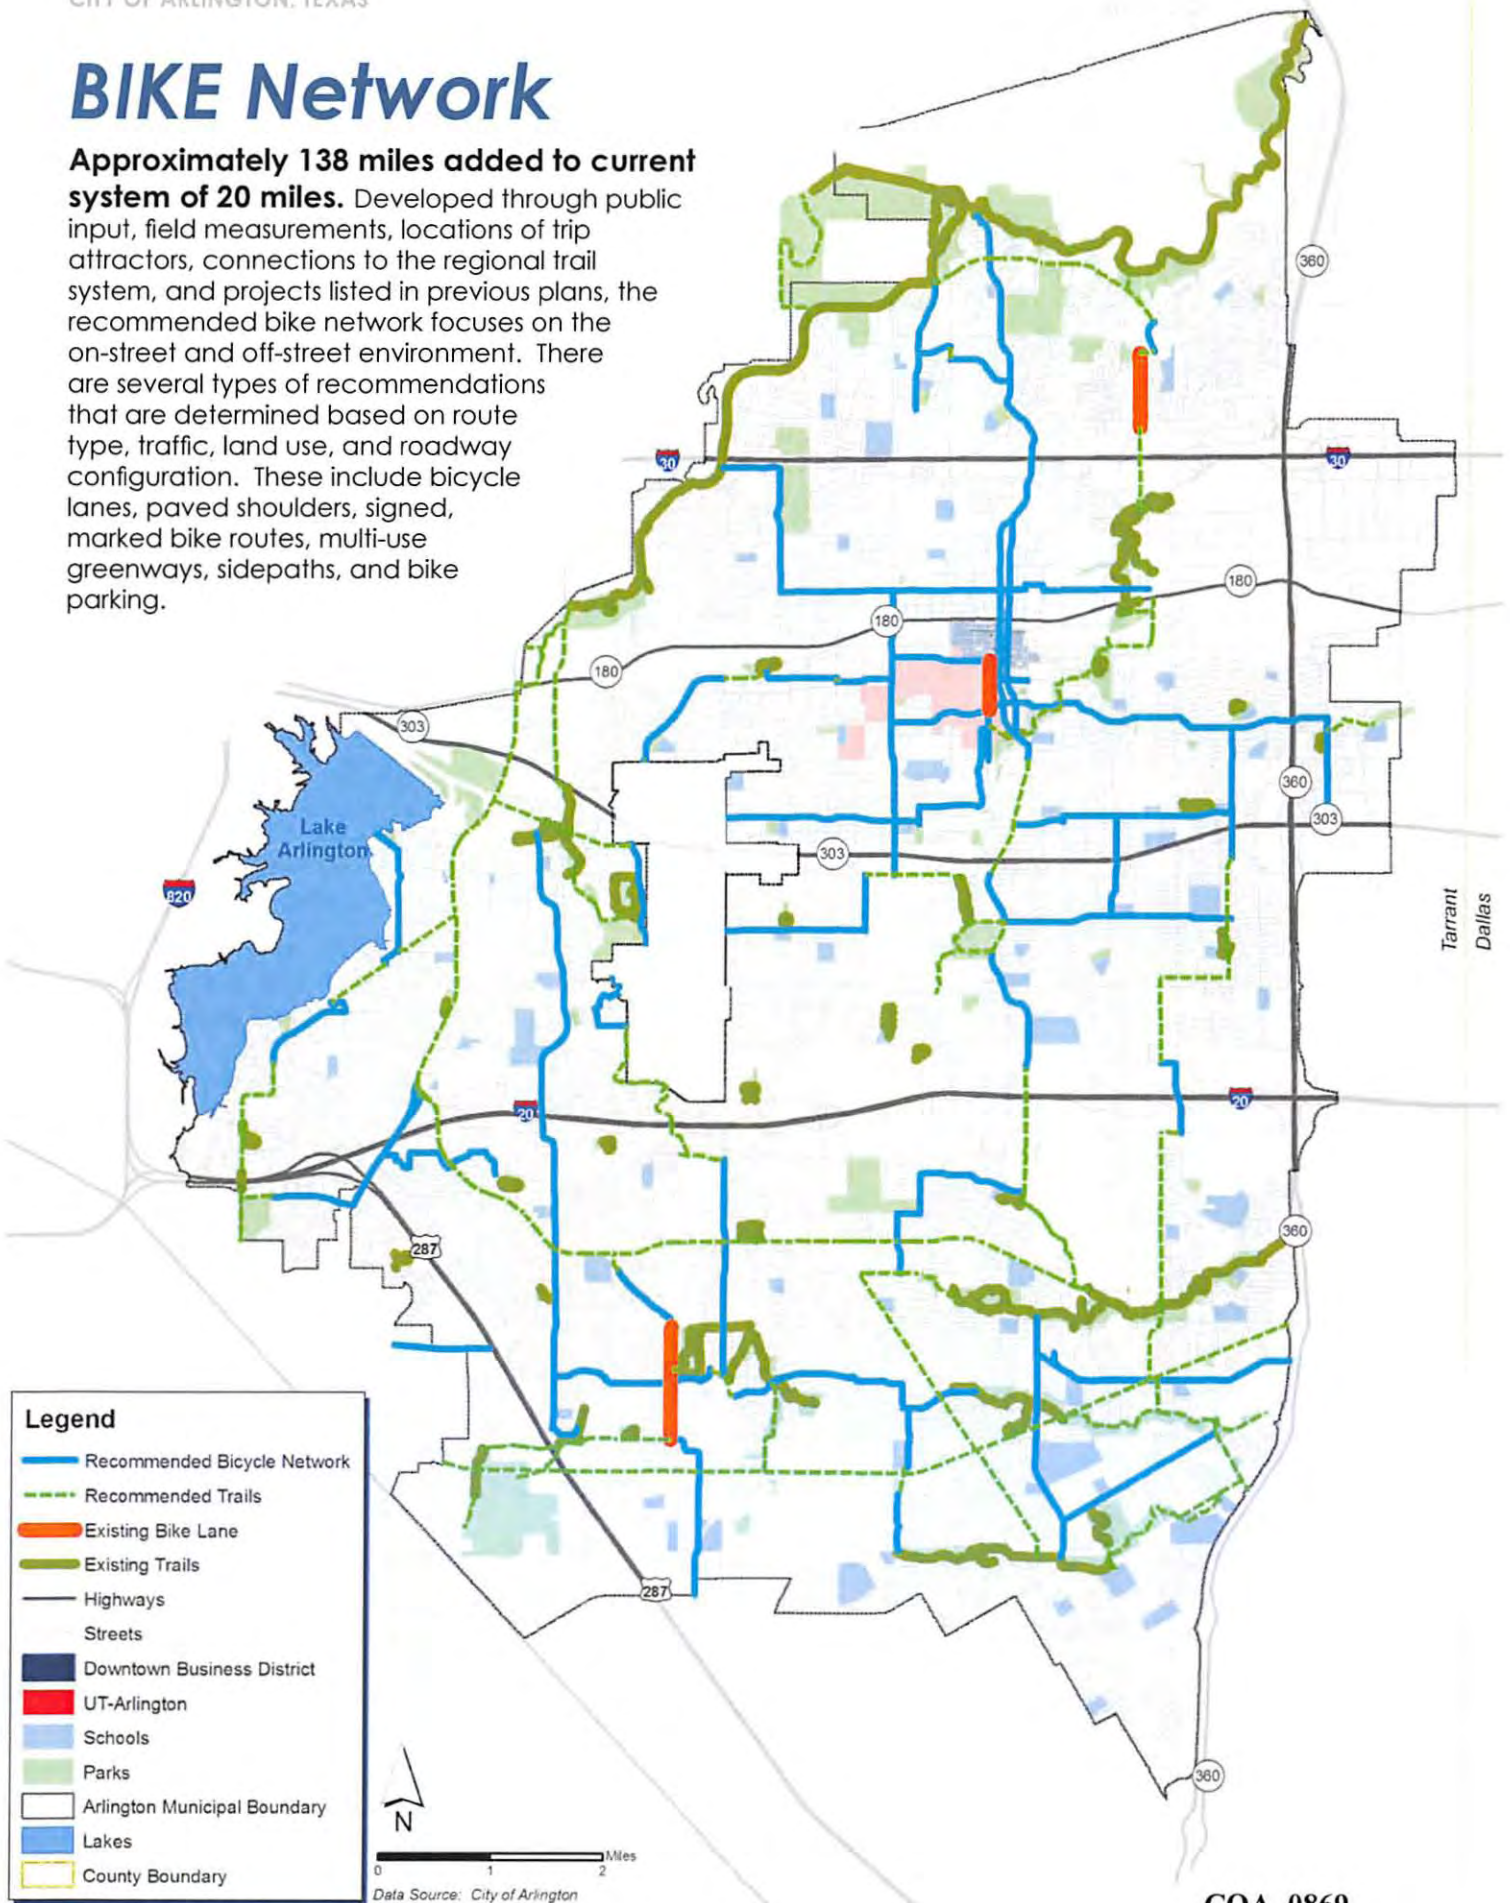 CITY OF ARLINGTON, TEXAS
BIKE Network
Approximately 138 miles added to current
system of 20 miles. Developed through public
input, field measurements, locations of trip
attractors, connections to the regional trail
system, and projects listed in previous plans, the
recommended bike network focuses on the
on-street and off-street environment. There
are several types of recommendations
that are determined based on route
type, traffic, land use, and roadway
configuration. These include bicycle
lanes, paved shoulders, signed,
marked bike routes, multi-use
greenways, sidepaths, and bike
parking.
360
30
30
180
180
180
303
360
303
303
Lake
Arlington
820
Tarrant
Dallas
20
20
360
287
287
360
Legend
Recommended Bicycle Network
Recommended Trails
Existing Bike Lane
Existing Trails
Highways
Streets
Downtown Business District
UT-Arlington
Schools
Parks
Arlington Municipal Boundary
Lakes
County Boundary
N
Miles
0 1 2
Data Source: City of Arlington
COA 0869